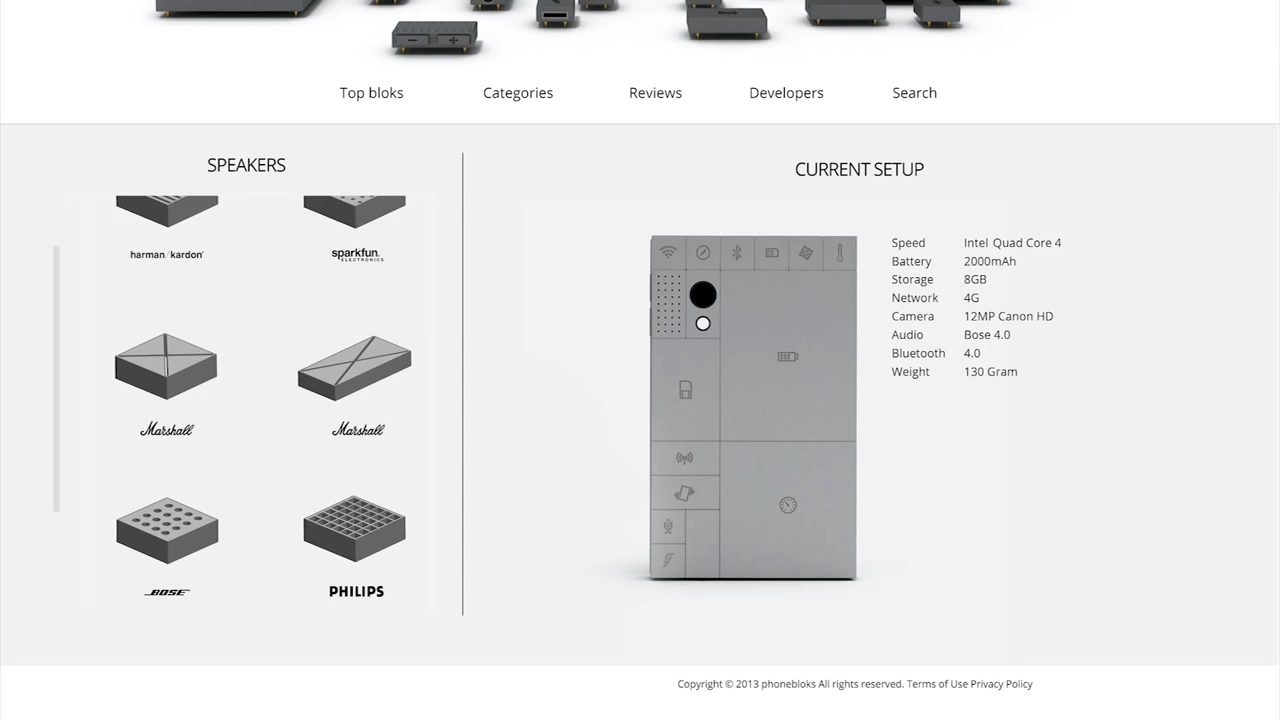 Top bloks
Categories
Reviews
Developers
Search
SPEAKERS
harman/kardon
sparkfun.
ELECTRONICS
Marshall
Marshall
BOSE
PHILIPS
CURRENT SETUP
Speed Intel Quad Core 4
Battery 2000mAh
Storage 8GB
Network 4G
Camera 12MP Canon HD
Audio Bose 4.0
Bluetooth 4.0
Weight 130 Gram
Copyright © 2013 phonebloks All rights reserved. Terms of Use Privacy Policy